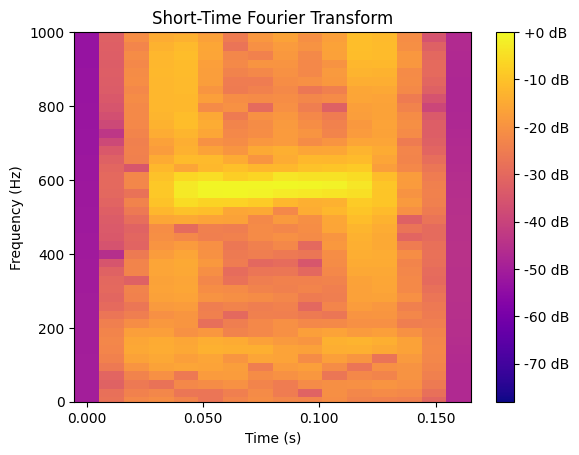 Short-Time Fourier Transform
1000
800
600
400
200
0
Frequency (Hz)
0.000
0.050
0.100
0.150
Time (s)
+0 dB
-10 dB
-20 dB
-30 dB
-40 dB
-50 dB
-60 dB
-70 dB